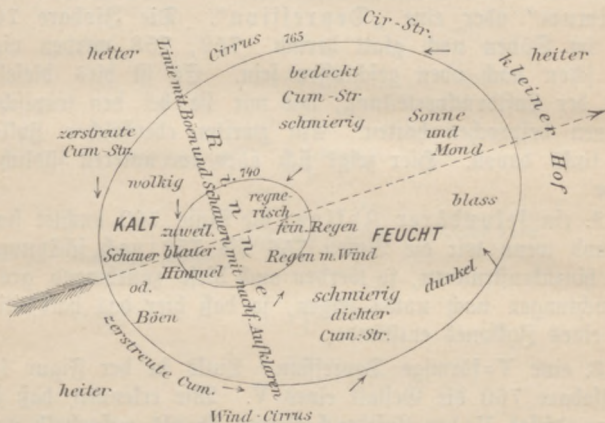 Cir-Str.
Cirrus 765
heiter
heiter
kleiner Hof
bedeckt
Cum-Str
schmierig
Sonne
und
Mond
Linie mit Böen und Schauern mit nachf. Aufklaren
Rinne
zerstreute
Cum-Str.
wolkig
740
regne-
risch
blass
KALT
zuweil.
fein. Regen
FEUCHT
Schauer
blauer
Regen m. Wind
Himmel
od.
Böen
dunkel
schmierig
dichter
Cum-Str.
zerstreute Cum.
heiter
Wind-Cirrus